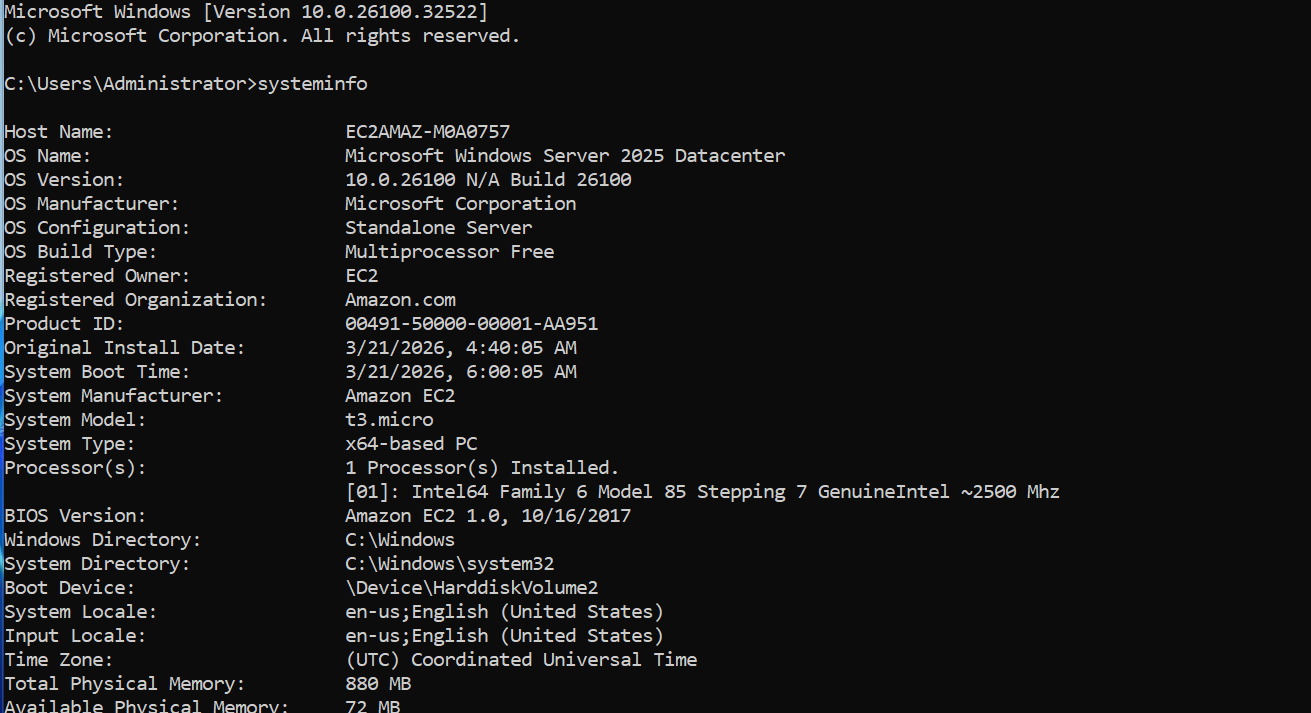 Microsoft Windows [Version 10.0.26100.32522]
(c) Microsoft Corporation. All rights reserved.
C:\Users\Administrator>systeminfo
Host Name: EC2AMAZ-M0A0757
OS Name: Microsoft Windows Server 2025 Datacenter
OS Version: 10.0.26100 N/A Build 26100
OS Manufacturer: Microsoft Corporation
OS Configuration: Standalone Server
OS Build Type: Multiprocessor Free
Registered Owner: EC2
Registered Organization: Amazon.com
Product ID: 00491-50000-00001-AA951
Original Install Date: 3/21/2026, 4:40:05 AM
System Boot Time: 3/21/2026, 6:00:05 AM
System Manufacturer: Amazon EC2
System Model: t3.micro
System Type: x64-based PC
Processor(s): 1 Processor(s) Installed.
[01]: Intel64 Family 6 Model 85 Stepping 7 GenuineIntel ~2500 Mhz
BIOS Version: Amazon EC2 1.0, 10/16/2017
Windows Directory: C:\Windows
System Directory: C:\Windows\system32
Boot Device: \Device\HarddiskVolume2
System Locale: en-us;English (United States)
Input Locale: en-us;English (United States)
Time Zone: (UTC) Coordinated Universal Time
Total Physical Memory: 880 MB
Available Physical Memory: 72 MB